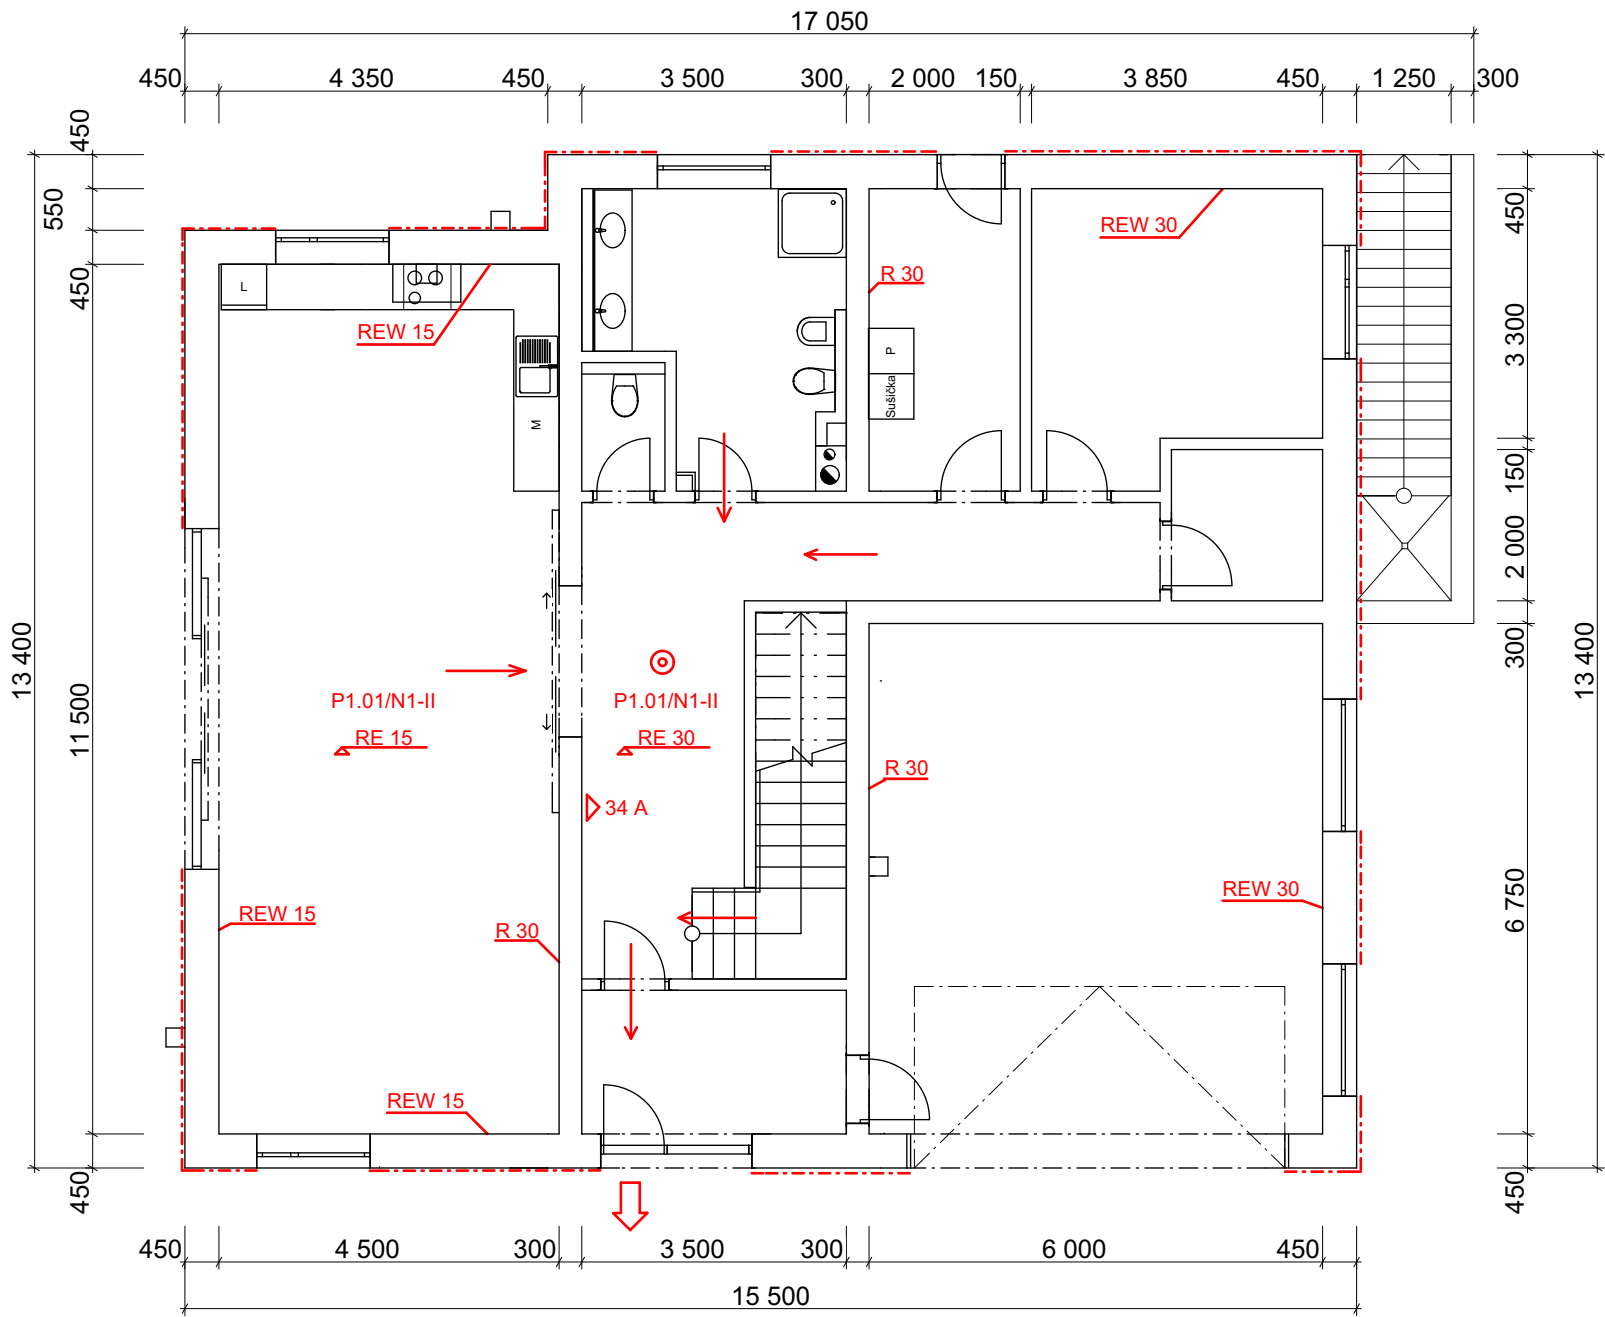 17 050
450 4 350 450 3 500 300 2 000 150 3 850 450 1 250 300
450
550
450
11 500
450
13 400
REW 30
R 30
L
REW 15
P
Sušička
M
P1.01/N1-II
RE 15
P1.01/N1-II
RE 30
34 A
R 30
REW 15
R 30
REW 30
REW 15
450
3 300
150
2 000
300
6 750
450
13 400
450 4 500 300 3 500 300 6 000 450
15 500